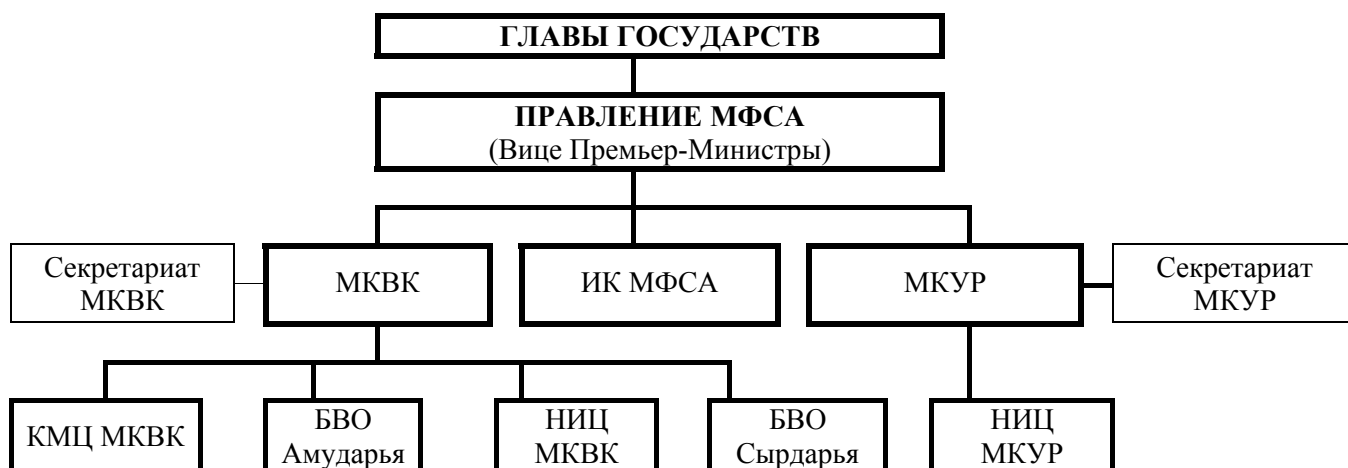 ГЛАВЫ ГОСУДАРСТВ
ПРАВЛЕНИЕ МФСА
(Вице Премьер-Министры)
Секретариат
МКВК
МКВК
ИК МФСА
МКУР
Секретариат
МКУР
КМЦ МКВК
БВО
Амударья
НИЦ
МКВК
БВО
Сырдарья
НИЦ
МКУР